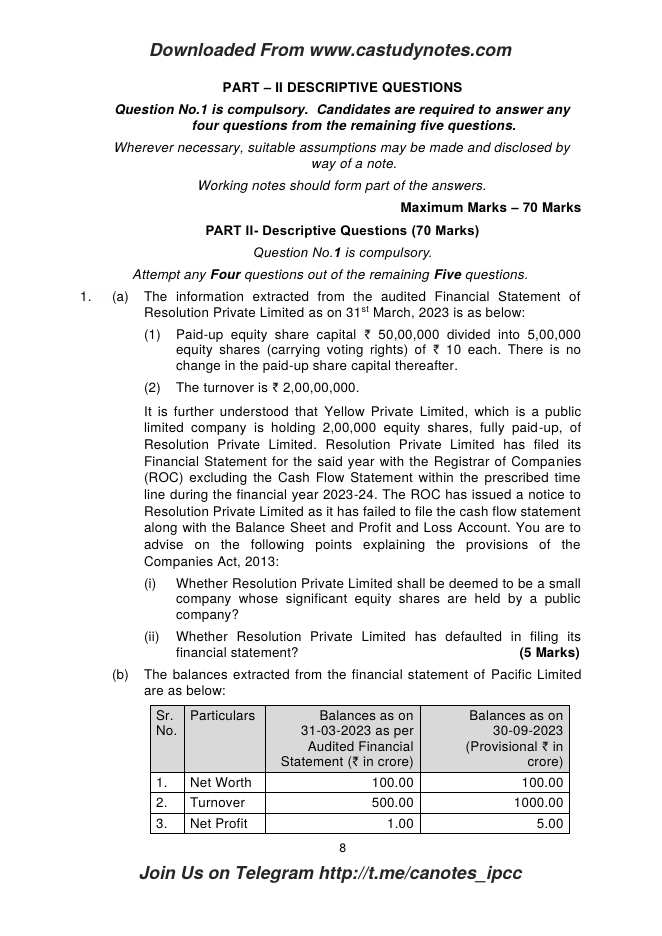 Downloaded From www.castudynotes.com
PART – II DESCRIPTIVE QUESTIONS
Question No.1 is compulsory.  Candidates are required to answer any
four questions from the remaining five questions.
Wherever necessary, suitable assumptions may be made and disclosed by
way of a note.
Working notes should form part of the answers.
Maximum Marks – 70 Marks
PART II- Descriptive Questions (70 Marks)
Question No.1 is compulsory.
Attempt any Four questions out of the remaining Five questions.
1. (a) The information extracted from the audited Financial Statement of
Resolution Private Limited as on 31st March, 2023 is as below:
(1) Paid-up equity share capital ₹ 50,00,000 divided into 5,00,000
equity shares (carrying voting rights) of ₹ 10 each. There is no
change in the paid-up share capital thereafter.
(2) The turnover is ₹ 2,00,00,000.
It is further understood that Yellow Private Limited, which is a public
limited company is holding 2,00,000 equity shares, fully paid-up, of
Resolution Private Limited. Resolution Private Limited has filed its
Financial Statement for the said year with the Registrar of Companies
(ROC) excluding the Cash Flow Statement within the prescribed time
line during the financial year 2023-24. The ROC has issued a notice to
Resolution Private Limited as it has failed to file the cash flow statement
along with the Balance Sheet and Profit and Loss Account. You are to
advise on the following points explaining the provisions of the
Companies Act, 2013:
(i) Whether Resolution Private Limited shall be deemed to be a small
company whose significant equity shares are held by a public
company?
(ii) Whether Resolution Private Limited has defaulted in filing its
financial statement? (5 Marks)
(b) The balances extracted from the financial statement of Pacific Limited
are as below:
Sr. Particulars Balances as on Balances as on
No. 31-03-2023 as per 30-09-2023
Audited Financial (Provisional ₹ in
Statement (₹ in crore) crore)
1. Net Worth 100.00 100.00
2. Turnover 500.00 1000.00
3. Net Profit 1.00 5.00
8
Join Us on Telegram http://t.me/canotes_ipcc